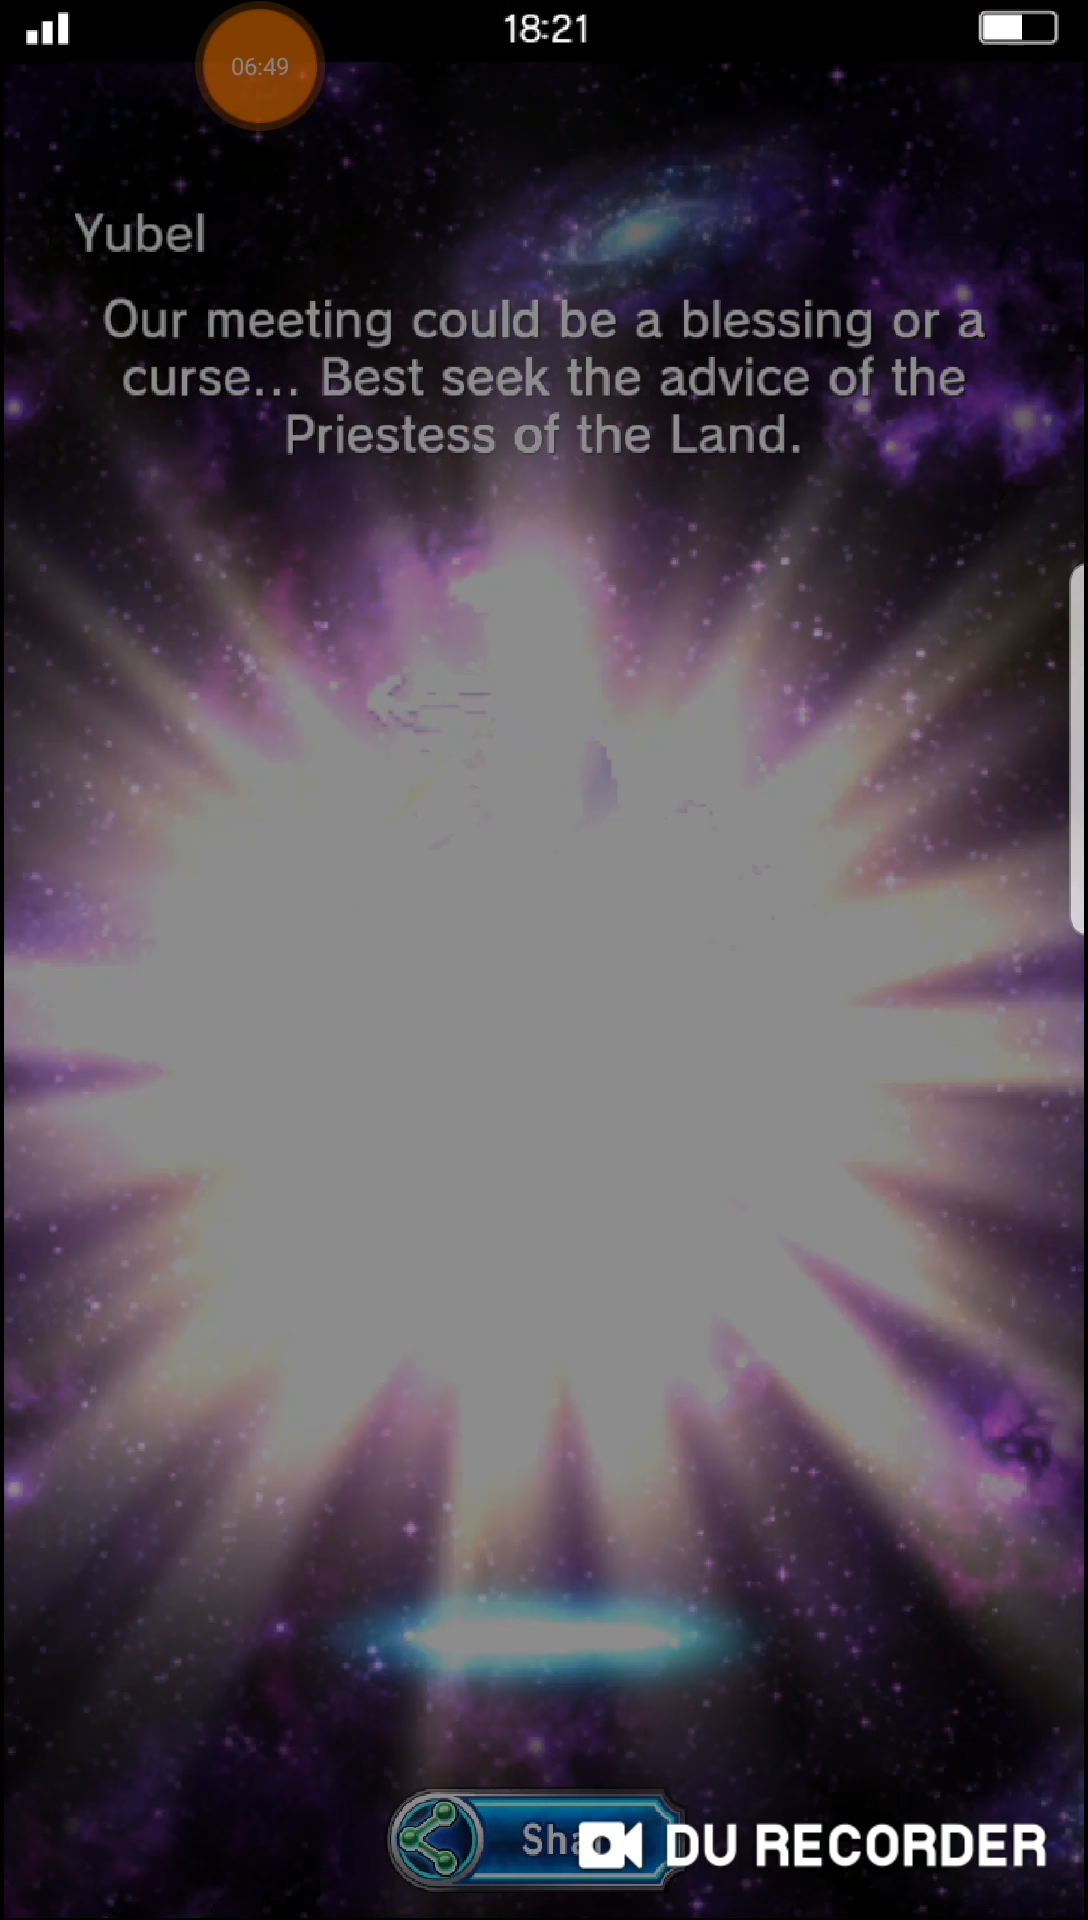 18:21
06:49
Yubel
Our meeting could be a blessing or a
curse... Best seek the advice of the
Priestess of the Land.
Sha
DU RECORDER